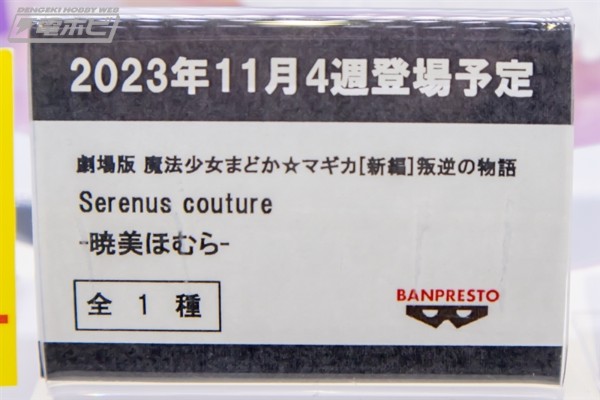 DENGEKI HOBBY WEB
電ホビ
2023年11月4週登場予定
劇場版 魔法少女まどか☆マギカ[新編]叛逆の物語
Serenus couture
-暁美ほむら-
全 1 種
BANPRESTO